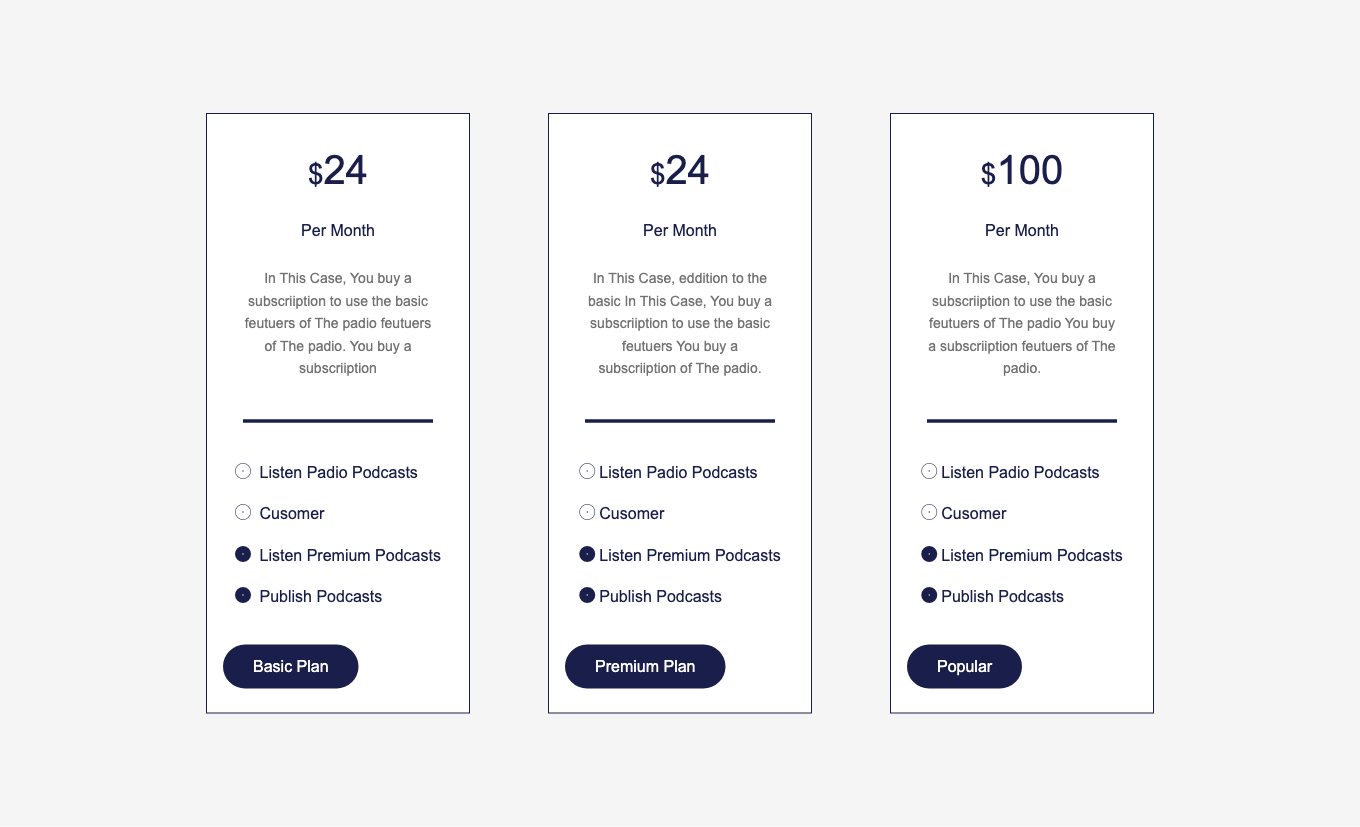 $24
Per Month
In This Case, You buy a
subscriiption to use the basic
feutuers of The padio feutuers
of The padio. You buy a
subscriiption
Listen Padio Podcasts
Cusomer
Listen Premium Podcasts
Publish Podcasts
Basic Plan
$24
Per Month
In This Case, eddition to the
basic In This Case, You buy a
subscriiption to use the basic
feutuers You buy a
subscriiption of The padio.
Listen Padio Podcasts
Cusomer
Listen Premium Podcasts
Publish Podcasts
Premium Plan
$100
Per Month
In This Case, You buy a
subscriiption to use the basic
feutuers of The padio You buy
a subscriiption feutuers of The
padio.
Listen Padio Podcasts
Cusomer
Listen Premium Podcasts
Publish Podcasts
Popular